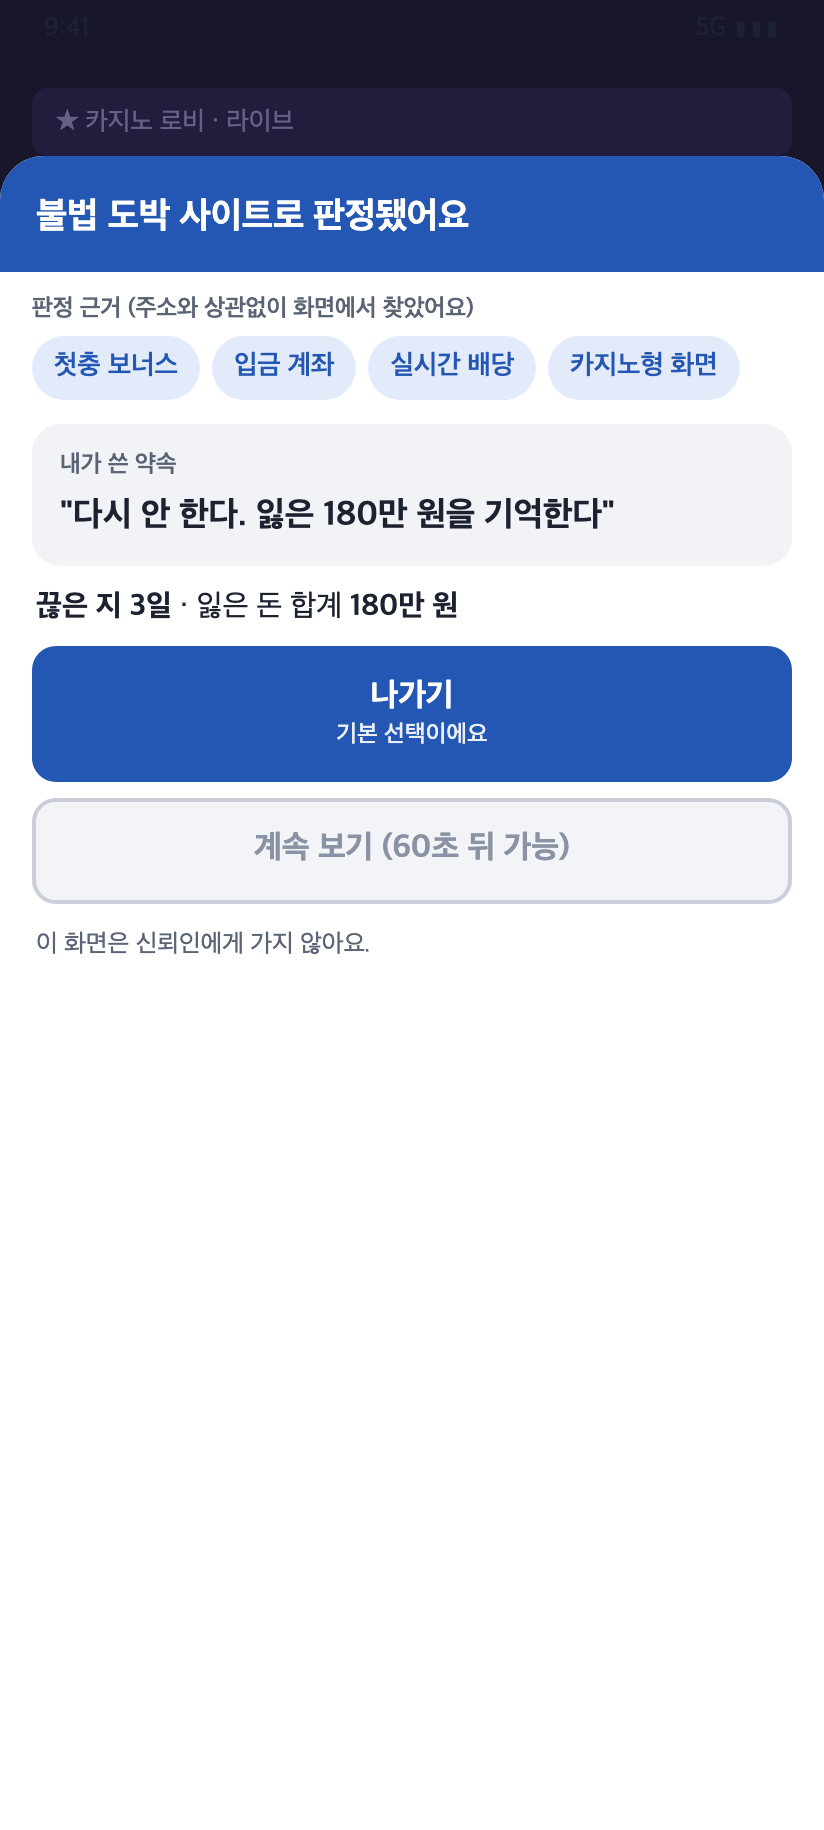 9:41
5G
★ 카지노 로비 · 라이브
불법 도박 사이트로 판정됐어요
판정 근거 (주소와 상관없이 화면에서 찾았어요)
첫충 보너스 입금 계좌 실시간 배당 카지노형 화면
내가 쓴 약속
"다시 안 한다. 잃은 180만 원을 기억한다"
끊은 지 3일 · 잃은 돈 합계 180만 원
나가기
기본 선택이에요
계속 보기 (60초 뒤 가능)
이 화면은 신뢰인에게 가지 않아요.